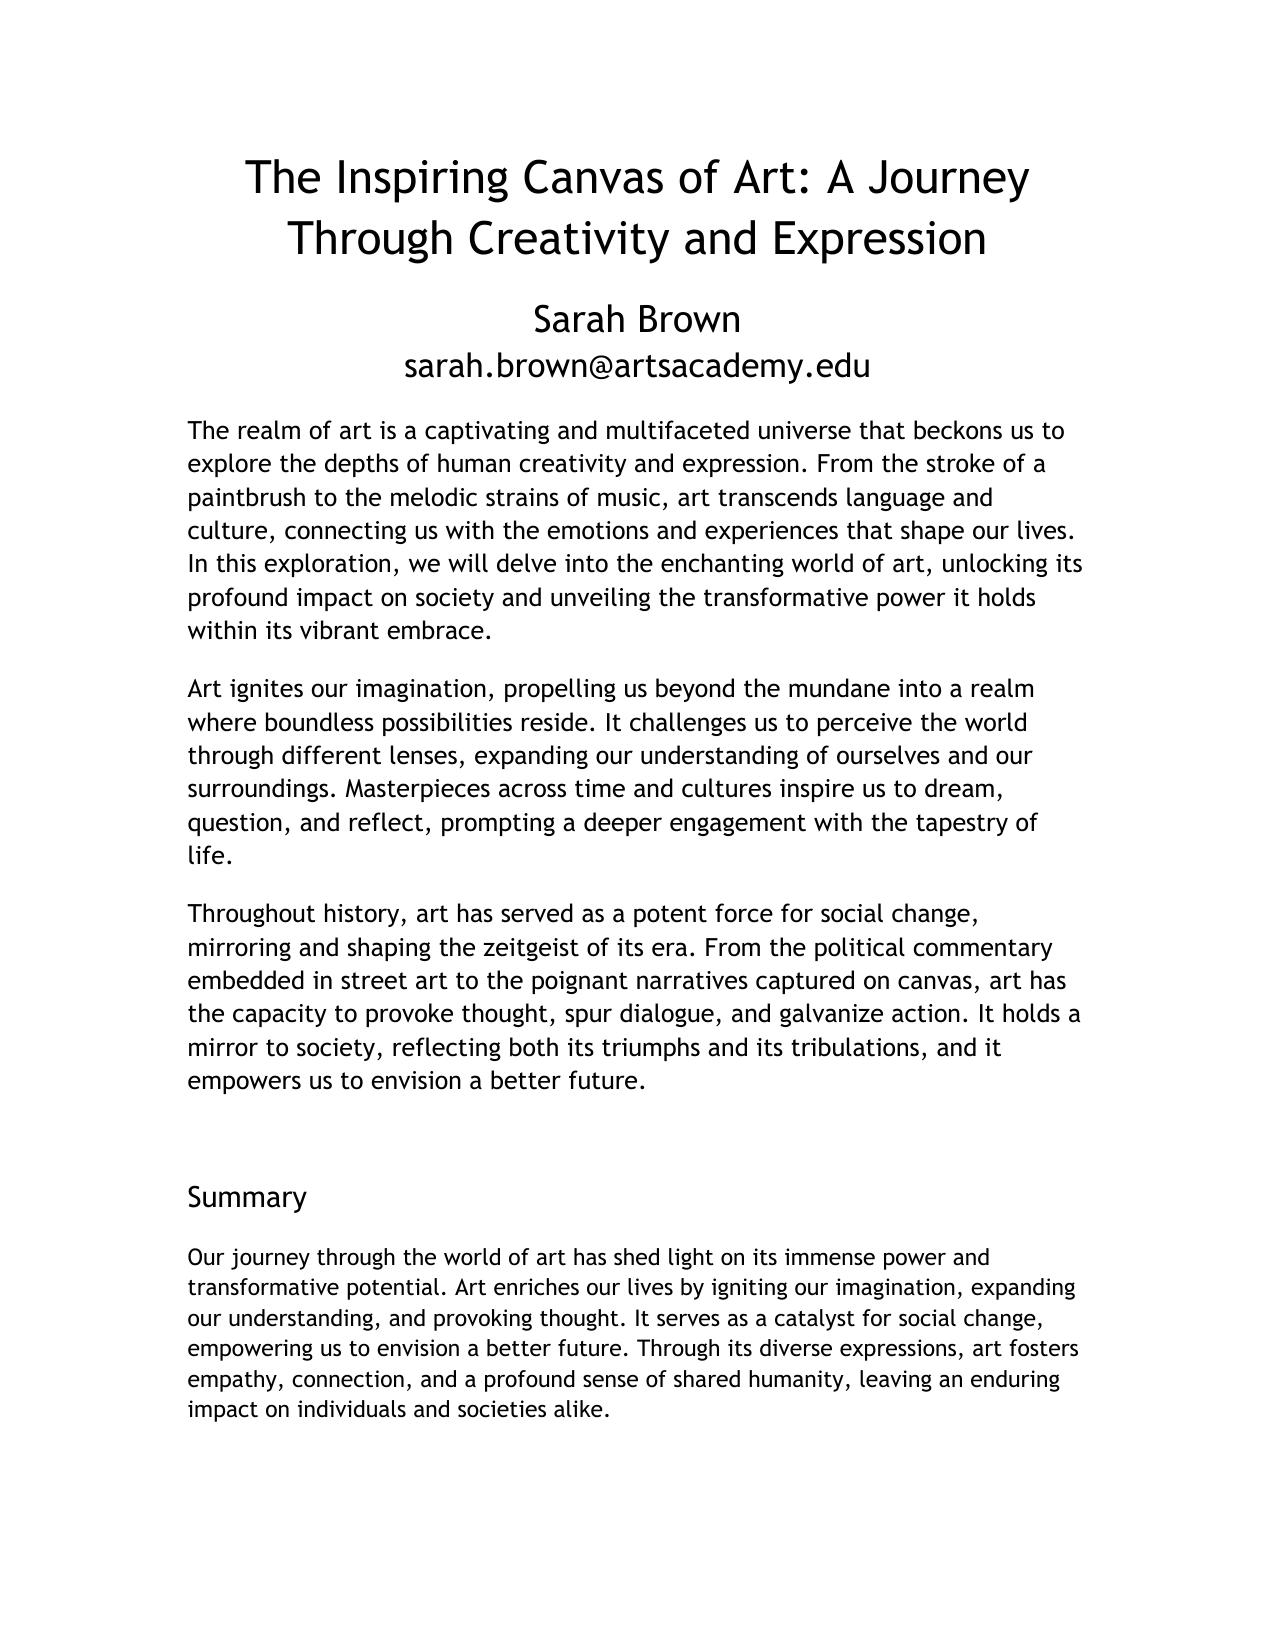 The Inspiring Canvas of Art: A Journey
Through Creativity and Expression
Sarah Brown
sarah.brown@artsacademy.edu
The realm of art is a captivating and multifaceted universe that beckons us to
explore the depths of human creativity and expression. From the stroke of a
paintbrush to the melodic strains of music, art transcends language and
culture, connecting us with the emotions and experiences that shape our lives.
In this exploration, we will delve into the enchanting world of art, unlocking its
profound impact on society and unveiling the transformative power it holds
within its vibrant embrace.
Art ignites our imagination, propelling us beyond the mundane into a realm
where boundless possibilities reside. It challenges us to perceive the world
through different lenses, expanding our understanding of ourselves and our
surroundings. Masterpieces across time and cultures inspire us to dream,
question, and reflect, prompting a deeper engagement with the tapestry of
life.
Throughout history, art has served as a potent force for social change,
mirroring and shaping the zeitgeist of its era. From the political commentary
embedded in street art to the poignant narratives captured on canvas, art has
the capacity to provoke thought, spur dialogue, and galvanize action. It holds a
mirror to society, reflecting both its triumphs and its tribulations, and it
empowers us to envision a better future.
Summary
Our journey through the world of art has shed light on its immense power and
transformative potential. Art enriches our lives by igniting our imagination, expanding
our understanding, and provoking thought. It serves as a catalyst for social change,
empowering us to envision a better future. Through its diverse expressions, art fosters
empathy, connection, and a profound sense of shared humanity, leaving an enduring
impact on individuals and societies alike.